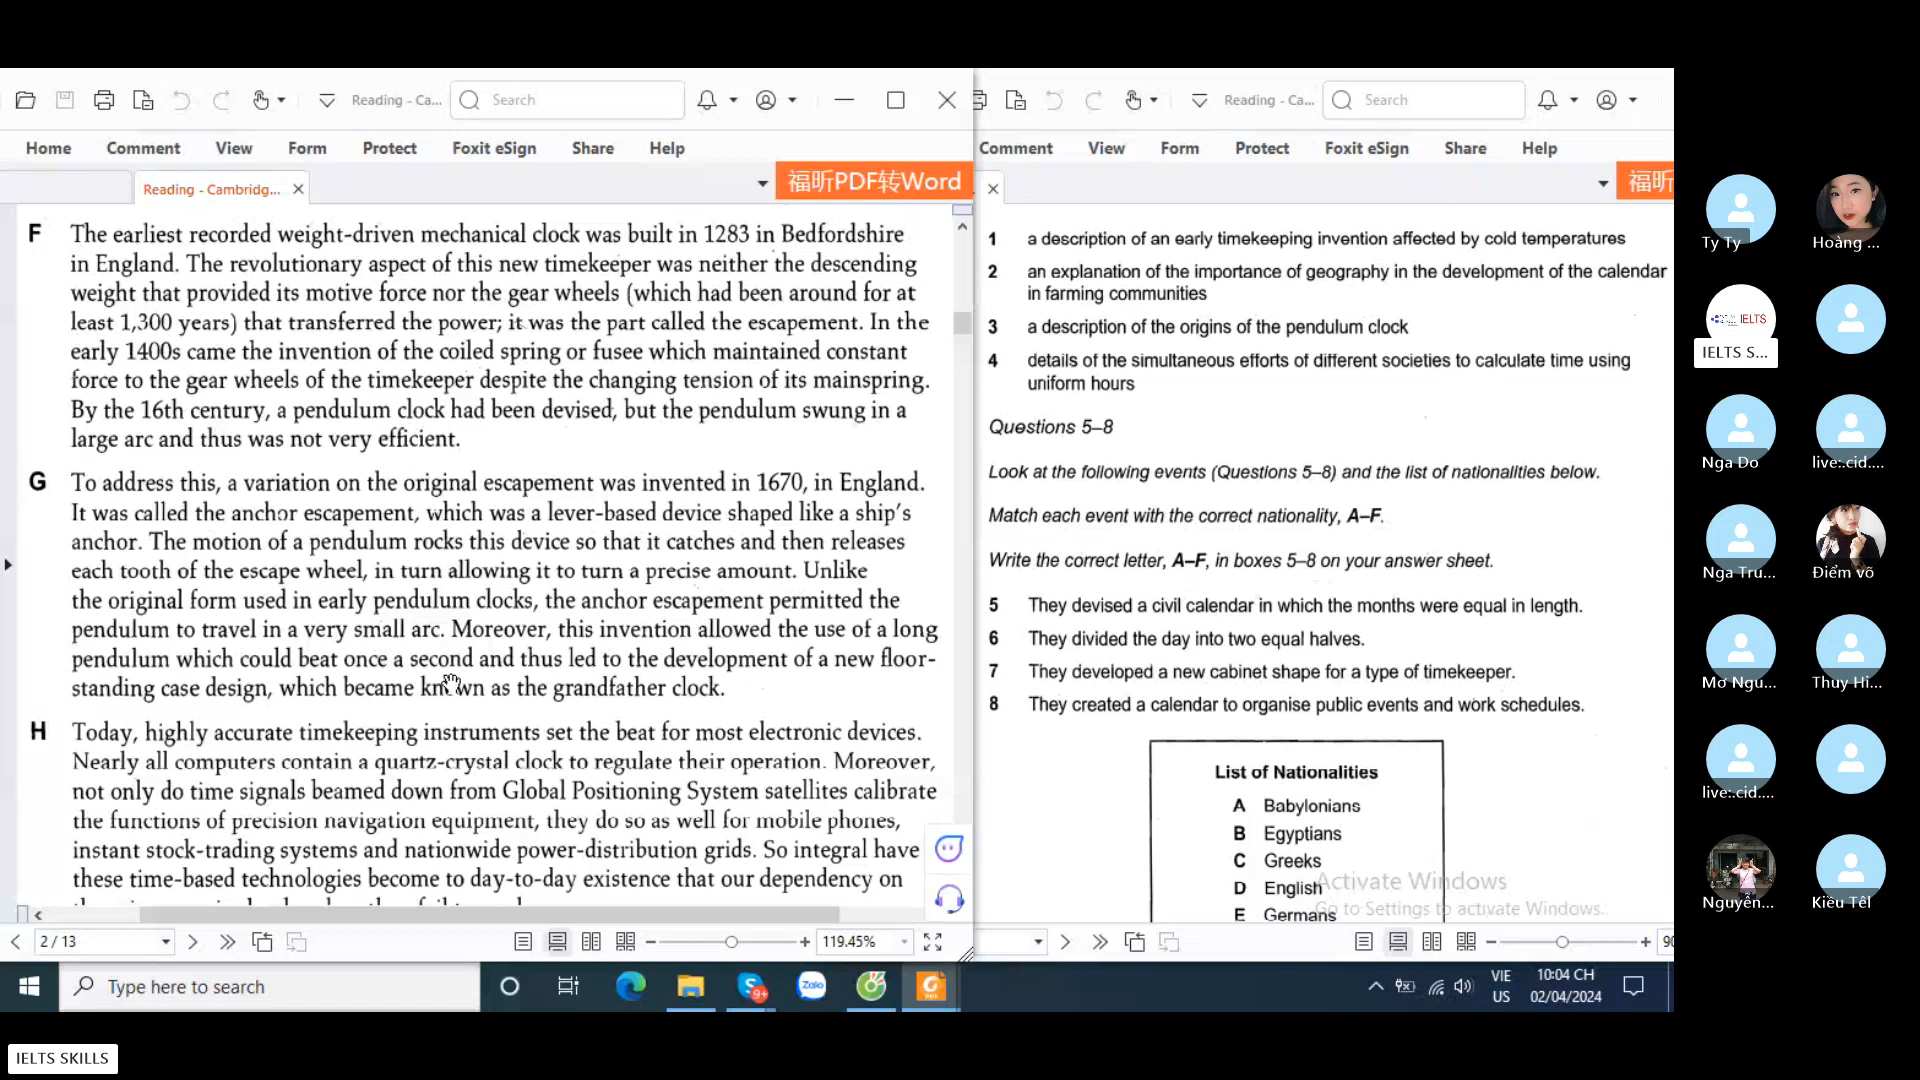 Reading - Ca...
Search
Reading - Ca...
Search
Home Comment View Form Protect Foxit eSign Share Help
Comment View Form Protect Foxit eSign Share Help
Reading - Cambridg...
福昕PDF转Word
福昕
F The earliest recorded weight-driven mechanical clock was built in 1283 in Bedfordshire
in England. The revolutionary aspect of this new timekeeper was neither the descending
weight that provided its motive force nor the gear wheels (which had been around for at
least 1,300 years) that transferred the power; it was the part called the escapement. In the
early 1400s came the invention of the coiled spring or fusee which maintained constant
force to the gear wheels of the timekeeper despite the changing tension of its mainspring.
By the 16th century, a pendulum clock had been devised, but the pendulum swung in a
large arc and thus was not very efficient.
G To address this, a variation on the original escapement was invented in 1670, in England.
It was called the anchor escapement, which was a lever-based device shaped like a ship's
anchor. The motion of a pendulum rocks this device so that it catches and then releases
each tooth of the escape wheel, in turn allowing it to turn a precise amount. Unlike
the original form used in early pendulum clocks, the anchor escapement permitted the
pendulum to travel in a very small arc. Moreover, this invention allowed the use of a long
pendulum which could beat once a second and thus led to the development of a new floor-
standing case design, which became known as the grandfather clock.
H Today, highly accurate timekeeping instruments set the beat for most electronic devices.
Nearly all computers contain a quartz-crystal clock to regulate their operation. Moreover,
not only do time signals beamed down from Global Positioning System satellites calibrate
the functions of precision navigation equipment, they do so as well for mobile phones,
instant stock-trading systems and nationwide power-distribution grids. So integral have
these time-based technologies become to day-to-day existence that our dependency on
1 a description of an early timekeeping invention affected by cold temperatures
2 an explanation of the importance of geography in the development of the calendar
in farming communities
3 a description of the origins of the pendulum clock
4 details of the simultaneous efforts of different societies to calculate time using
uniform hours
Questions 5–8
Look at the following events (Questions 5–8) and the list of nationalities below.
Match each event with the correct nationality, A–F.
Write the correct letter, A–F, in boxes 5–8 on your answer sheet.
5 They devised a civil calendar in which the months were equal in length.
6 They divided the day into two equal halves.
7 They developed a new cabinet shape for a type of timekeeper.
8 They created a calendar to organise public events and work schedules.
List of Nationalities
A Babylonians
B Egyptians
C Greeks
D English
E Germans
Activate Windows
Go to Settings to activate Windows.
2 / 13
119.45%
90
Type here to search
9+
Zalo
VIE
US
10:04 CH
02/04/2024
Ty Ty
Hoàng ...
IELTS
IELTS S...
Nga Do
live:.cid....
Nga Tru...
Điểm võ
Mơ Ngu...
Thuy Hi...
live:.cid....
Nguyễn...
Kiều Tễl
IELTS SKILLS